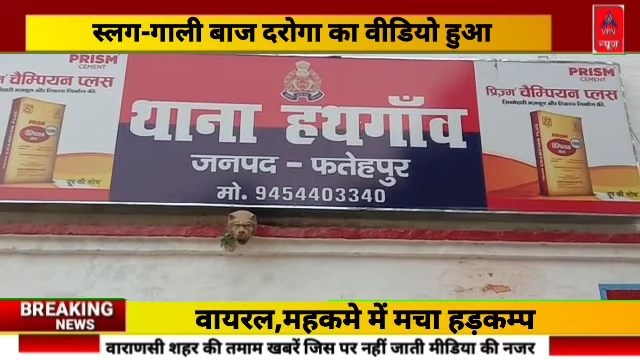 स्लग-गाली बाज दरोगा का वीडियो हुआ
VPN
न्यूज
PRISM
CEMENT
चैम्पियन प्लस
दूर की सोच
थाना हथगाँव
जनपद - फतेहपुर
मो. 9454403340
PRISM
CEMENT
प्रिज़्म चैम्पियन प्लस
दूर की सोच
BREAKING
NEWS
वायरल,महकमे में मचा हड़कम्प
वाराणसी शहर की तमाम खबरें जिस पर नहीं जाती मीडिया की नजर